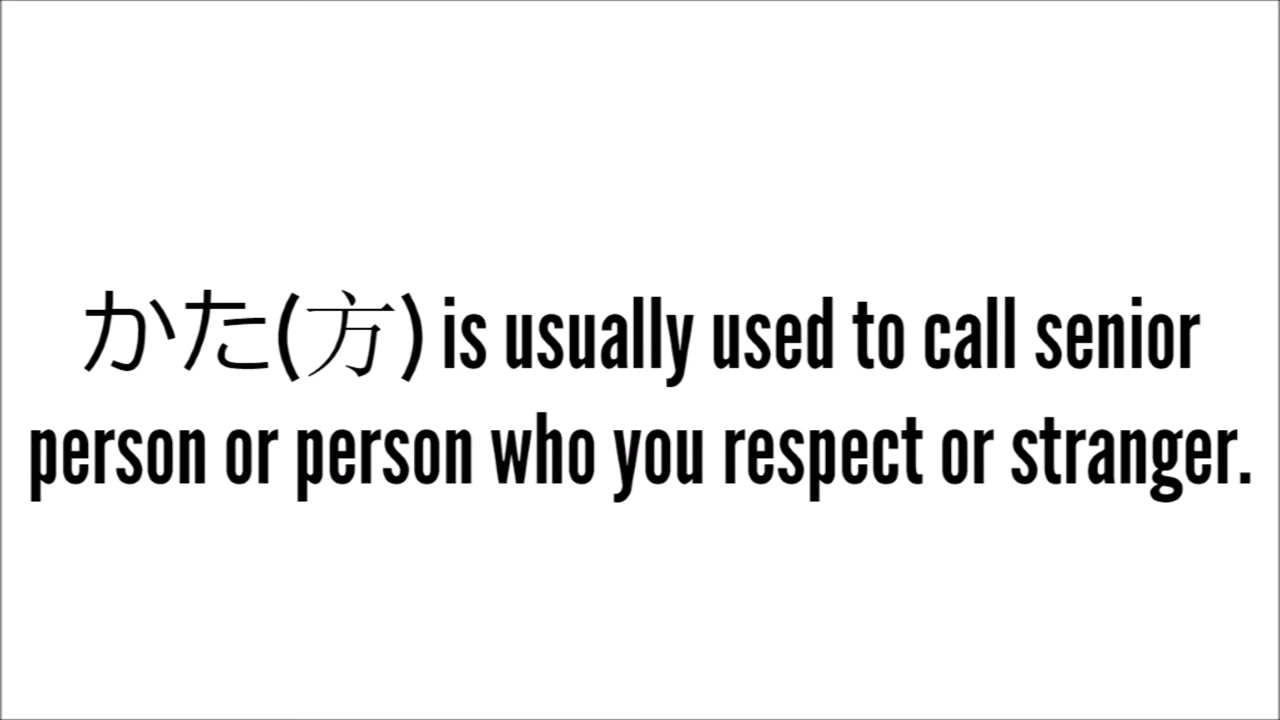 かた(方) is usually used to call senior
person or person who you respect or stranger.